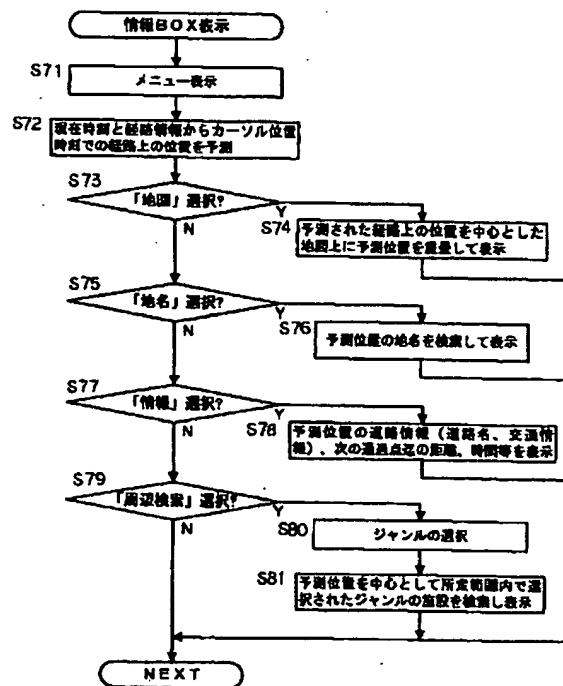 情報BOX表示
S71
メニュー表示
S72
現在時刻と経路情報からカーソル位置
時刻での経路上の位置を予測
S73
「地図」選択?
Y
N
S74
予測された経路上の位置を中心とした
地図上に予測位置を重量して表示
S75
「地名」選択?
Y
N
S76
予測位置の地名を検索して表示
S77
「情報」選択?
Y
N
S78
予測位置の道路情報（道路名、交通情
報）、次の通過点迄の距離、時間等を表示
S79
「周辺検索」選択?
Y
N
S80
ジャンルの選択
S81
予測位置を中心として所定範囲内で選
択されたジャンルの施設を検索し表示
NEXT